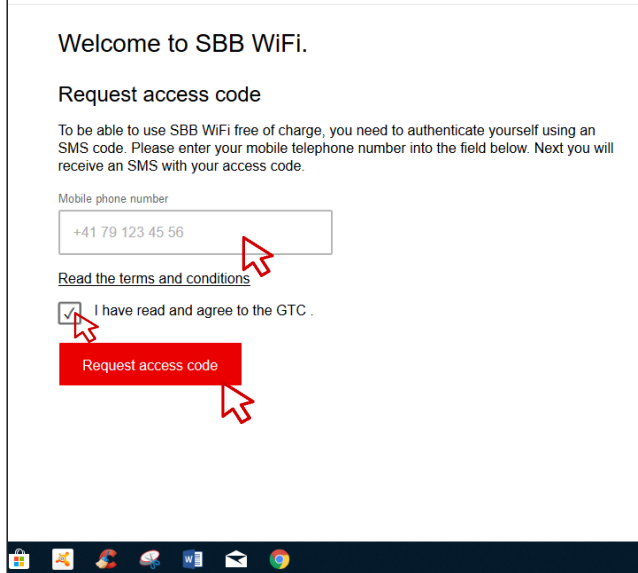 Welcome to SBB WiFi.
Request access code
To be able to use SBB WiFi free of charge, you need to authenticate yourself using an
SMS code. Please enter your mobile telephone number into the field below. Next you will
receive an SMS with your access code.
Mobile phone number
+41 79 123 45 56
Read the terms and conditions
I have read and agree to the GTC .
Request access code